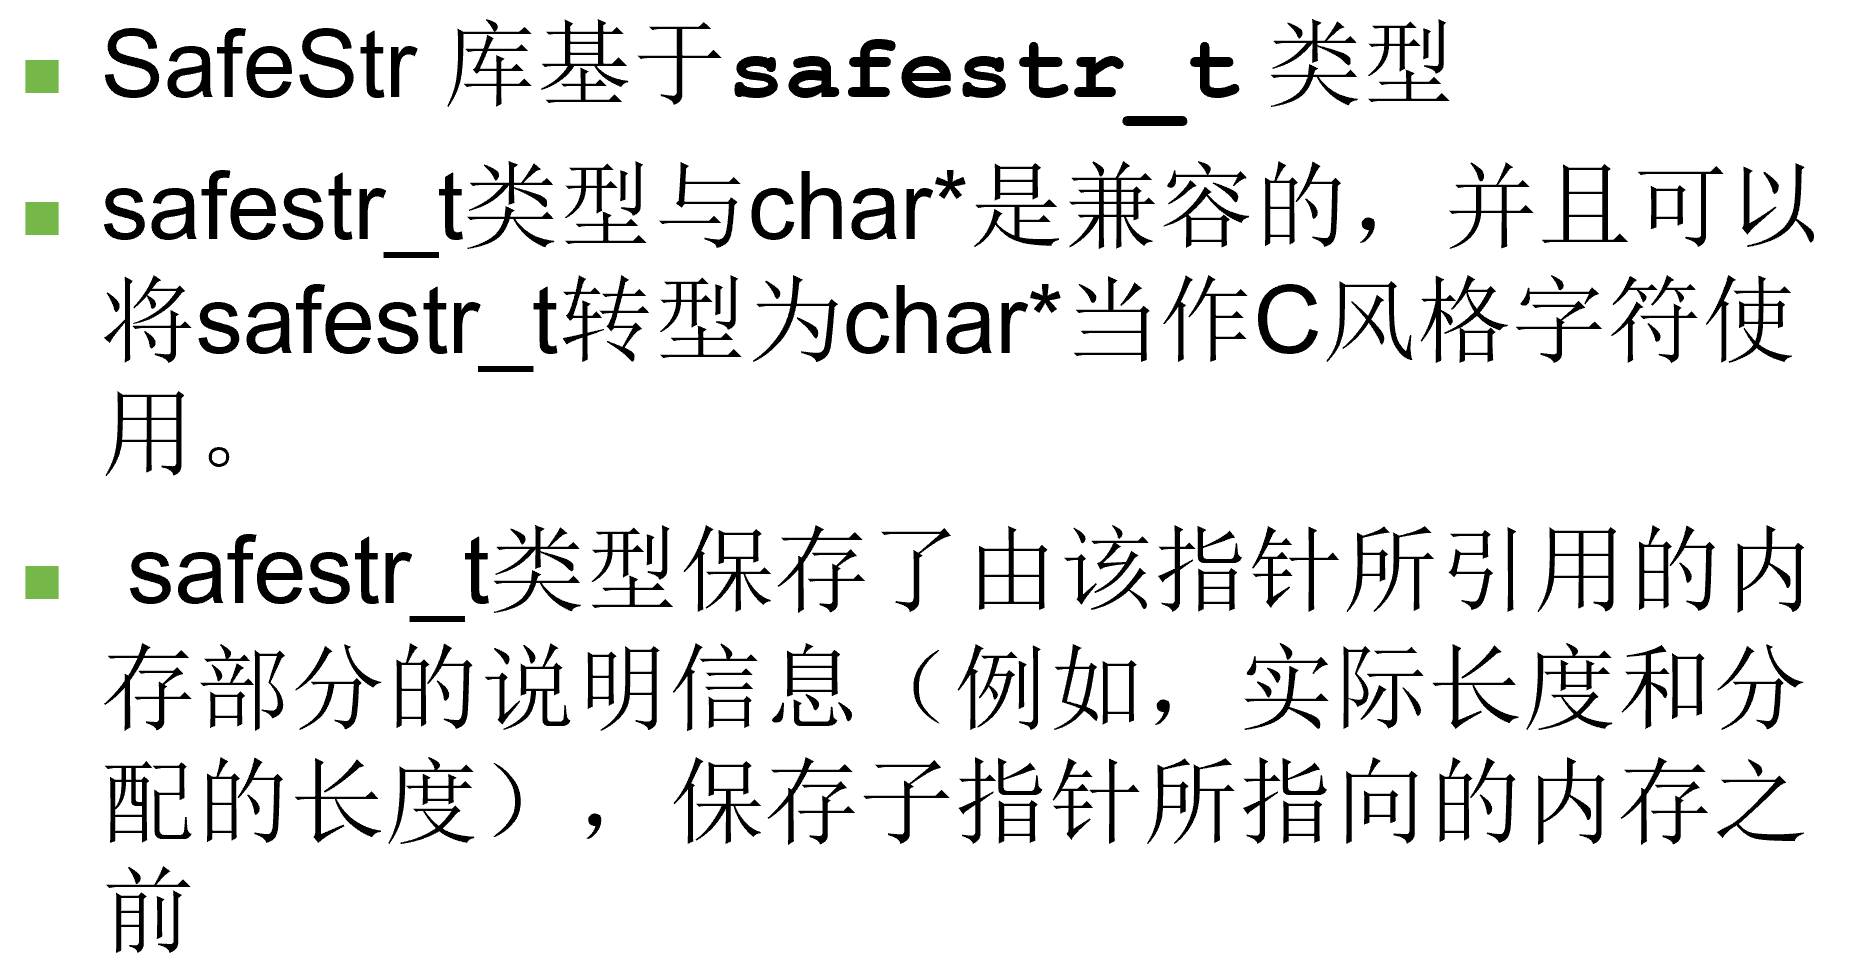 SafeStr 库基于safestr_t 类型
safestr_t类型与char*是兼容的，并且可以
将safestr_t转型为char*当作C风格字符使
用。
safestr_t类型保存了由该指针所引用的内
存部分的说明信息（例如，实际长度和分
配的长度），保存子指针所指向的内存之
前